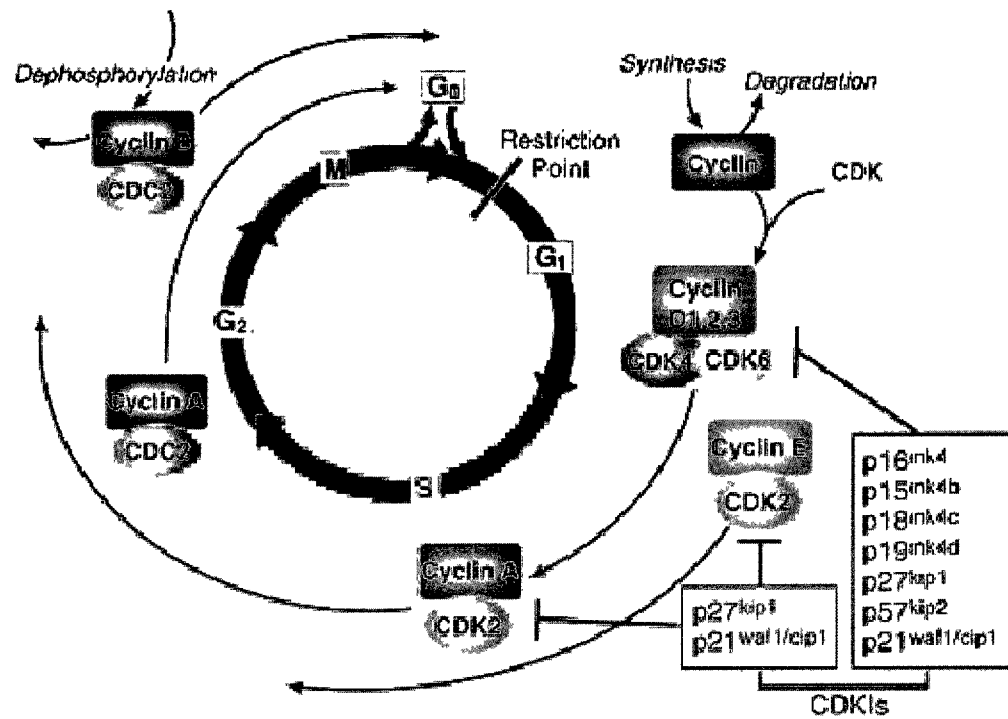 Dephosphorylation
Cyclin B
CDC2
G0
Restriction
Point
M
G1
G2
S
Synthesis
Degradation
Cyclin
CDK
Cyclin
D1,2,3
CDK4 CDK6
Cyclin E
CDK2
Cyclin A
CDC2
Cyclin A
CDK2
p27kip1
p21waf1/cip1
p16ink4
p15ink4b
p18ink4c
p19ink4d
p27kip1
p57kip2
p21waf1/cip1
CDKIs